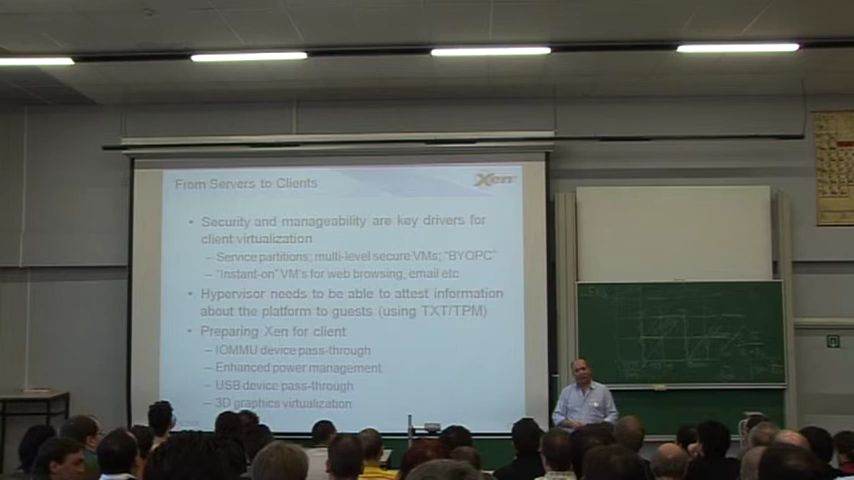 From Servers to Clients
Xen
• Security and manageability are key drivers for
client virtualization
– Service partitions; multi-level secure VMs; "BYOPC"
– "Instant-on" VM's for web browsing, email etc
• Hypervisor needs to be able to attest information
about the platform to guests (using TXT/TPM)
• Preparing Xen for client
– IOMMU device pass-through
– Enhanced power management
– USB device pass-through
– 3D graphics virtualization